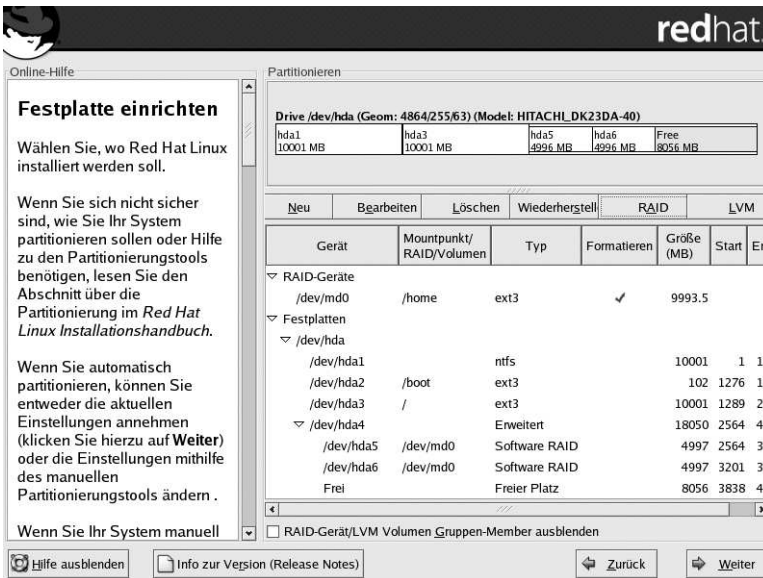 redhat.
Online-Hilfe
Festplatte einrichten
Wählen Sie, wo Red Hat Linux
installiert werden soll.
Wenn Sie sich nicht sicher
sind, wie Sie Ihr System
partitionieren sollen oder Hilfe
zu den Partitionierungstools
benötigen, lesen Sie den
Abschnitt über die
Partitionierung im Red Hat
Linux Installationshandbuch.
Wenn Sie automatisch
partitionieren, können Sie
entweder die aktuellen
Einstellungen annehmen
(klicken Sie hierzu auf Weiter)
oder die Einstellungen mithilfe
des manuellen
Partitionierungstools ändern .
Wenn Sie Ihr System manuell
Partitionieren
Drive /dev/hda (Geom: 4864/255/63) (Model: HITACHI_DK23DA-40)
hda1 hda3 hda5 hda6 Free
10001 MB 10001 MB 4996 MB 4996 MB 8056 MB
Neu Bearbeiten Löschen Wiederherstell RAID LVM
Gerät Mountpunkt/ RAID/Volumen Typ Formatieren Größe (MB) Start
RAID-Geräte
/dev/md0 /home ext3 9993.5
Festplatten
/dev/hda
/dev/hda1 ntfs 10001 1 1
/dev/hda2 /boot ext3 102 1276 1
/dev/hda3 / ext3 10001 1289 2
/dev/hda4 Erweitert 18050 2564 4
/dev/hda5 /dev/md0 Software RAID 4997 2564 3
/dev/hda6 /dev/md0 Software RAID 4997 3201 3
Frei Freier Platz 8056 3838 4
RAID-Gerät/LVM Volumen Gruppen-Member ausblenden
Hilfe ausblenden Info zur Version (Release Notes) Zurück Weiter